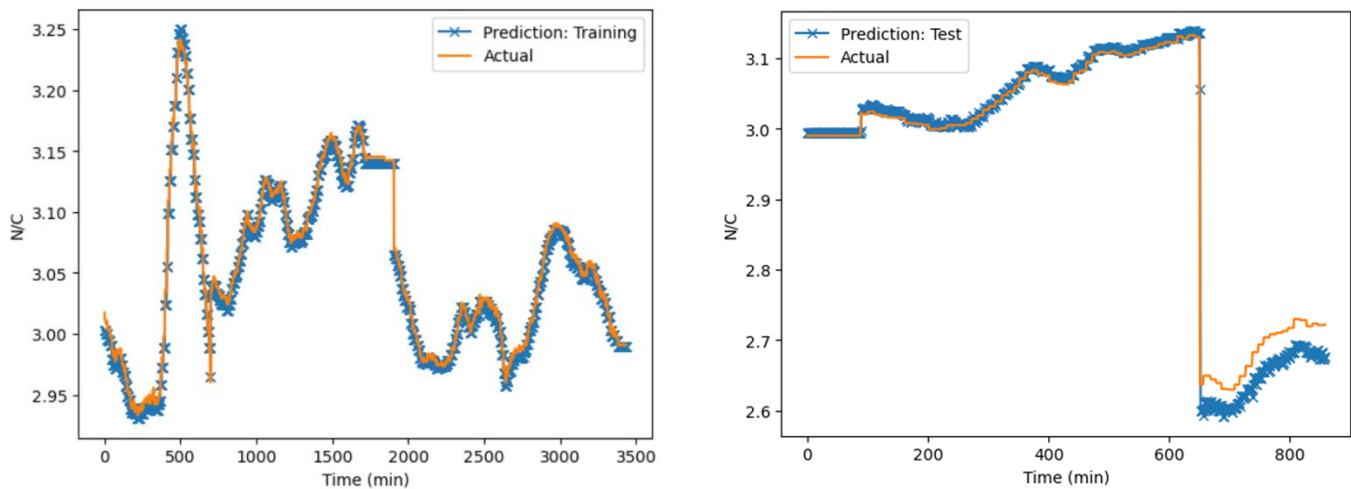 Prediction: Training
Actual
3.25
3.20
3.15
3.10
3.05
3.00
2.95
N/C
0 500 1000 1500 2000 2500 3000 3500
Time (min)
Prediction: Test
Actual
3.1
3.0
2.9
2.8
2.7
2.6
N/C
0 200 400 600 800
Time (min)